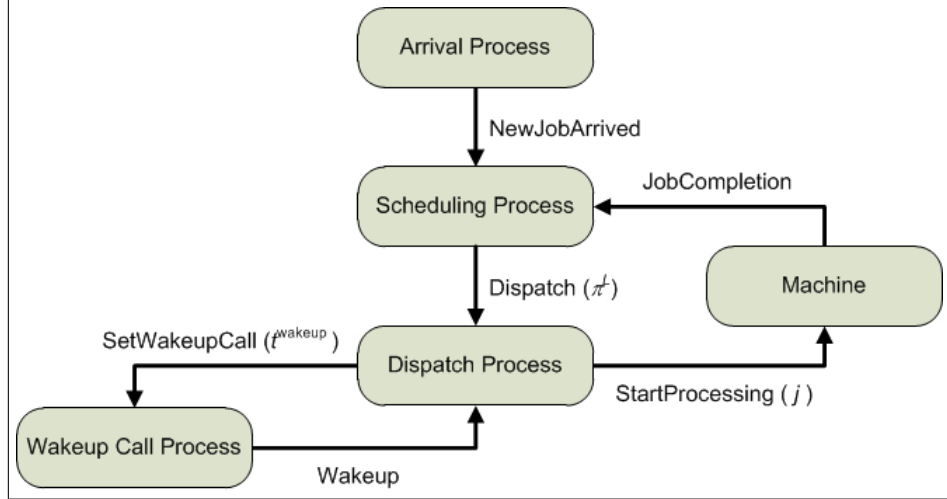 Arrival Process
NewJobArrived
JobCompletion
Scheduling Process
Machine
Dispatch (π^L)
SetWakeupCall (t^wakeup)
Dispatch Process
StartProcessing (j)
Wakeup Call Process
Wakeup